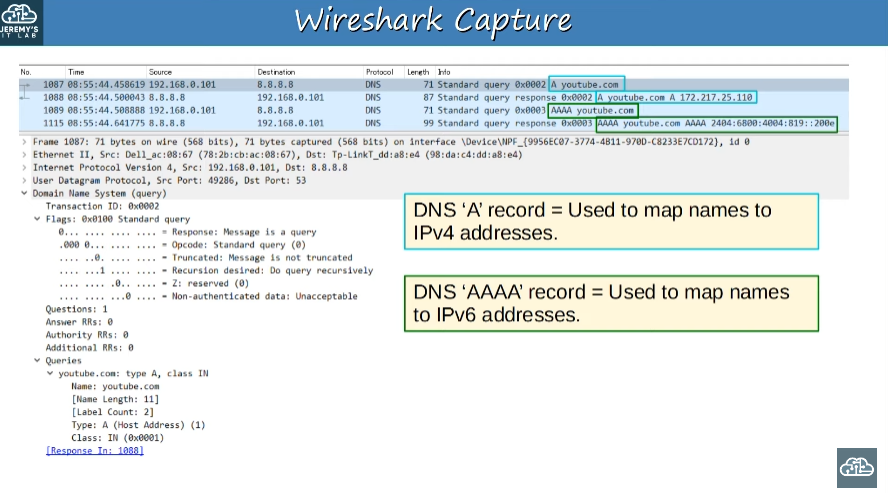 JEREMY'S
IT LAB
Wireshark Capture
No. Time Source Destination Protocol Length Info
1087 08:55:44.458619 192.168.0.101 8.8.8.8 DNS 71 Standard query 0x0002 A youtube.com
1088 08:55:44.500043 8.8.8.8 192.168.0.101 DNS 87 Standard query response 0x0002 A youtube.com A 172.217.25.110
1089 08:55:44.508888 192.168.0.101 8.8.8.8 DNS 71 Standard query 0x0003 AAAA youtube.com
1115 08:55:44.641775 8.8.8.8 192.168.0.101 DNS 99 Standard query response 0x0003 AAAA youtube.com AAAA 2404:6800:4004:819::200e
Frame 1087: 71 bytes on wire (568 bits), 71 bytes captured (568 bits) on interface \Device\NPF_{9956EC07-3774-4B11-970D-C8233E7CD172}, id 0
Ethernet II, Src: Dell_ac:08:67 (78:2b:cb:ac:08:67), Dst: Tp-LinkT_dd:a8:e4 (98:da:c4:dd:a8:e4)
Internet Protocol Version 4, Src: 192.168.0.101, Dst: 8.8.8.8
User Datagram Protocol, Src Port: 49286, Dst Port: 53
Domain Name System (query)
Transaction ID: 0x0002
Flags: 0x0100 Standard query
0... .... .... .... = Response: Message is a query
.000 0... .... .... = Opcode: Standard query (0)
.... ..0. .... .... = Truncated: Message is not truncated
.... ...1 .... .... = Recursion desired: Do query recursively
.... .... .0.. .... = Z: reserved (0)
.... .... ...0 .... = Non-authenticated data: Unacceptable
Questions: 1
Answer RRs: 0
Authority RRs: 0
Additional RRs: 0
Queries
youtube.com: type A, class IN
Name: youtube.com
[Name Length: 11]
[Label Count: 2]
Type: A (Host Address) (1)
Class: IN (0x0001)
[Response In: 1088]
DNS ‘A’ record = Used to map names to
IPv4 addresses.
DNS ‘AAAA’ record = Used to map names
to IPv6 addresses.